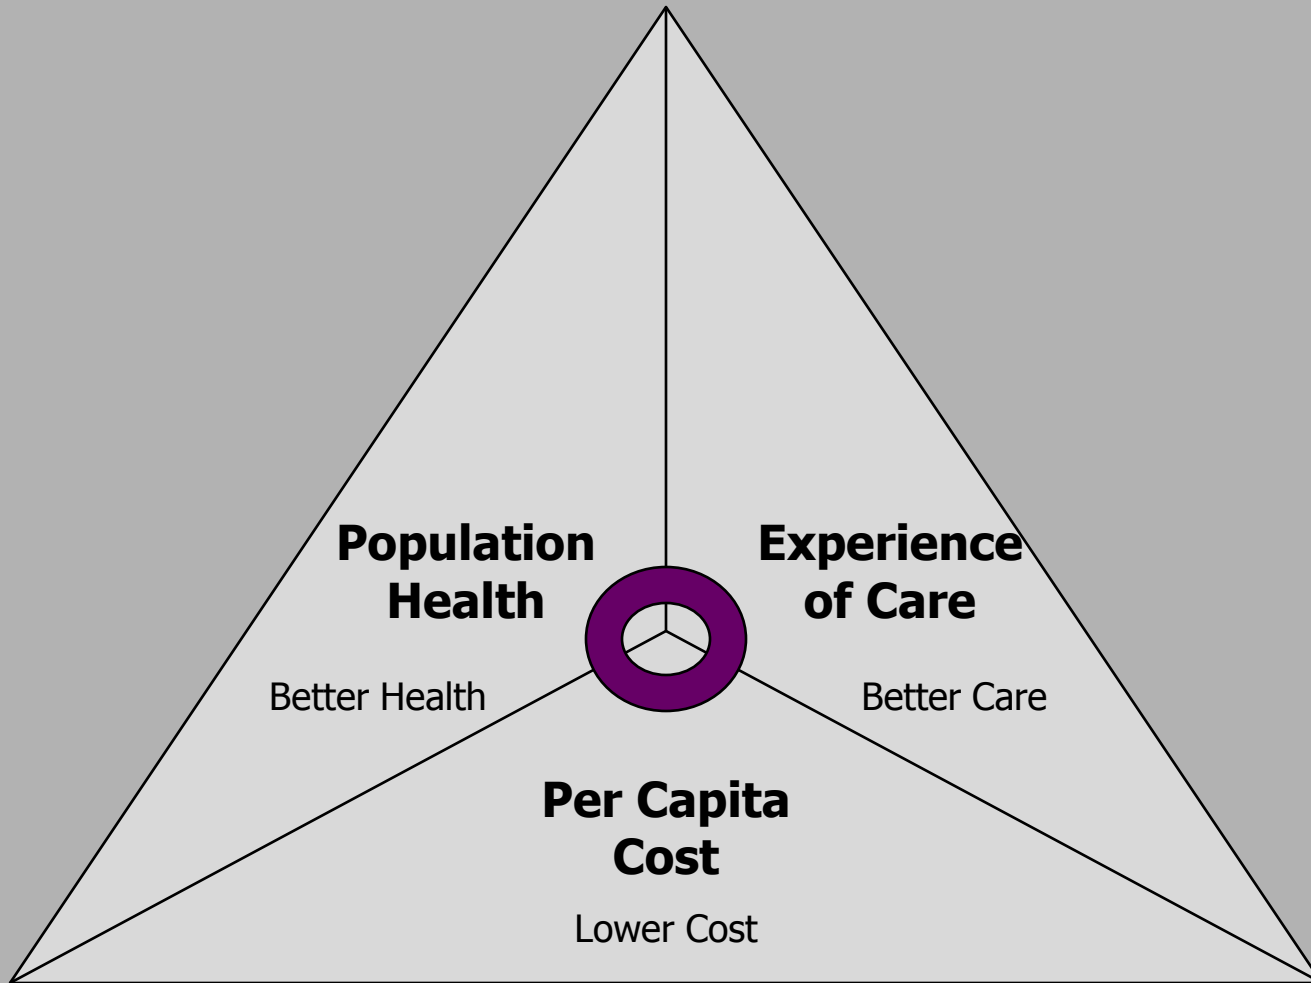 Population
Health
Better Health
Experience
of Care
Better Care
Per Capita
Cost
Lower Cost